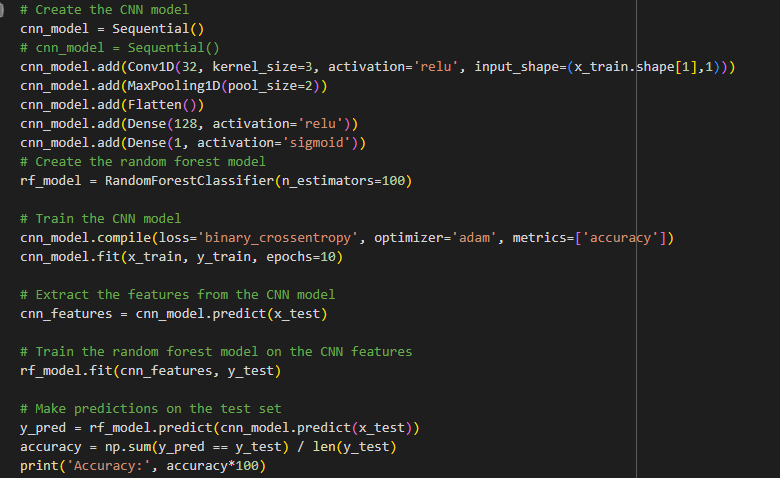 # Create the CNN model
cnn_model = Sequential()
# cnn_model = Sequential()
cnn_model.add(Conv1D(32, kernel_size=3, activation='relu', input_shape=(x_train.shape[1],1)))
cnn_model.add(MaxPooling1D(pool_size=2))
cnn_model.add(Flatten())
cnn_model.add(Dense(128, activation='relu'))
cnn_model.add(Dense(1, activation='sigmoid'))
# Create the random forest model
rf_model = RandomForestClassifier(n_estimators=100)
# Train the CNN model
cnn_model.compile(loss='binary_crossentropy', optimizer='adam', metrics=['accuracy'])
cnn_model.fit(x_train, y_train, epochs=10)
# Extract the features from the CNN model
cnn_features = cnn_model.predict(x_test)
# Train the random forest model on the CNN features
rf_model.fit(cnn_features, y_test)
# Make predictions on the test set
y_pred = rf_model.predict(cnn_model.predict(x_test))
accuracy = np.sum(y_pred == y_test) / len(y_test)
print('Accuracy:', accuracy*100)